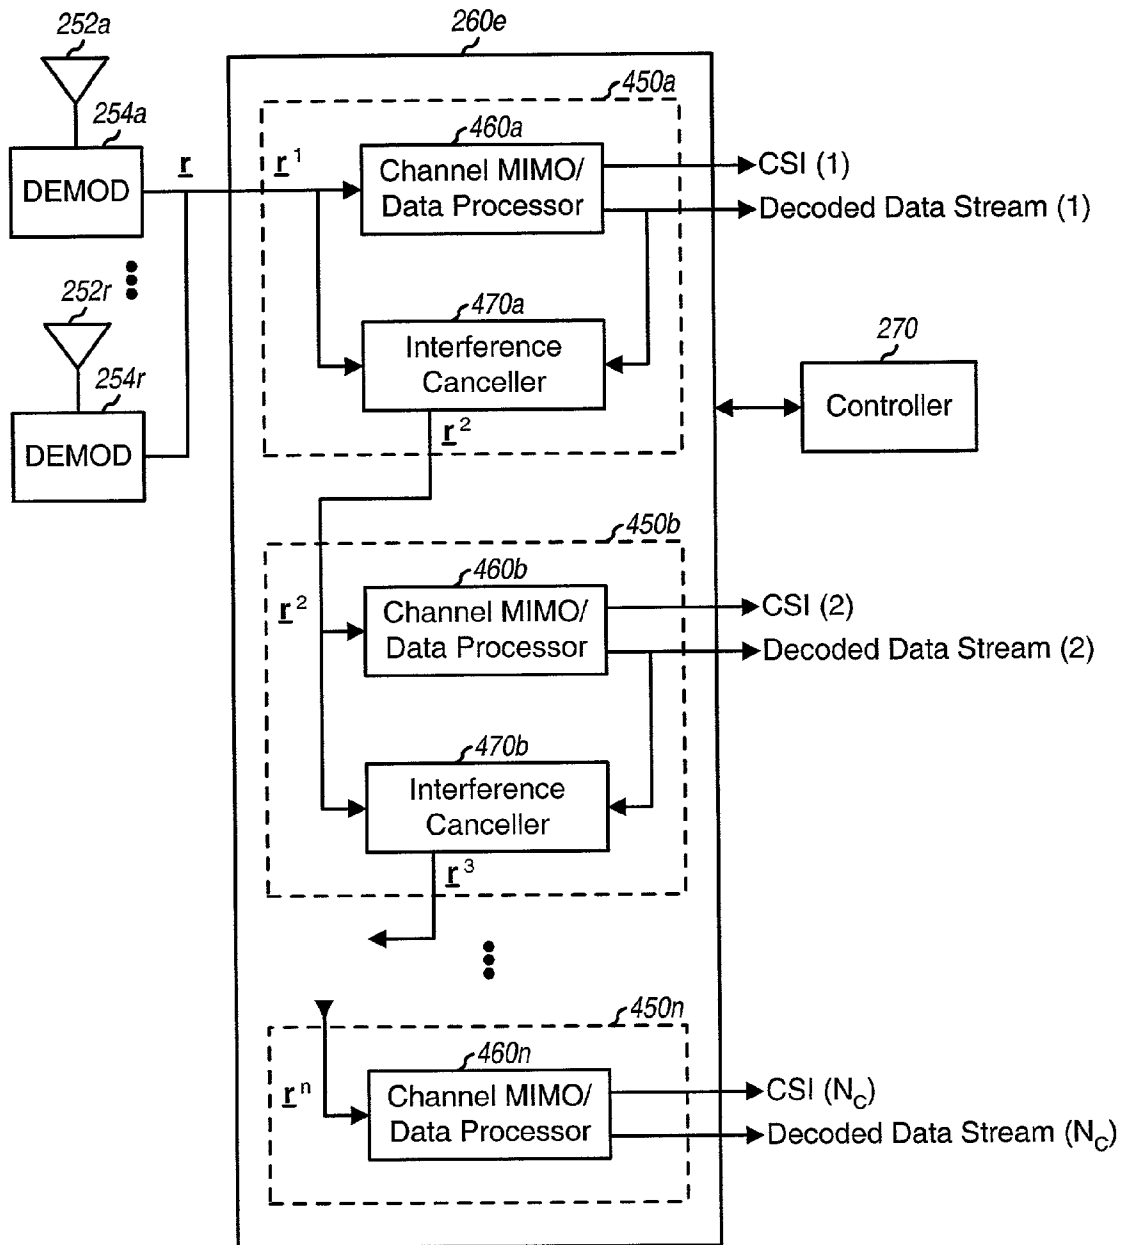 252a
260e
254a
DEMOD
r
450a
r 1
460a
Channel MIMO/
Data Processor
CSI (1)
Decoded Data Stream (1)
252r
470a
Interference
Canceller
270
Controller
254r
DEMOD
r 2
450b
460b
r 2
Channel MIMO/
Data Processor
CSI (2)
Decoded Data Stream (2)
470b
Interference
Canceller
r 3
450n
460n
r n
Channel MIMO/
Data Processor
CSI (NC)
Decoded Data Stream (NC)